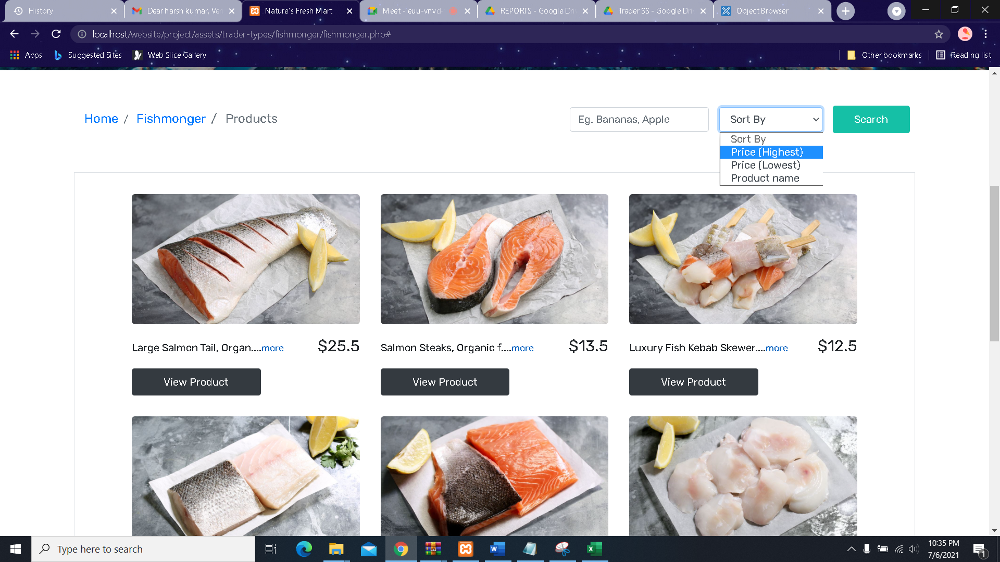 History
Dear harsh kumar, Ver
Nature's Fresh Mart
Meet - euu-vnvd-
REPORTS - Google Dri
Trader SS - Google Dri
Object Browser
localhost/website/project/assets/trader-types/fishmonger/fishmonger.php#
Apps
Suggested Sites
Web Slice Gallery
Other bookmarks
Reading list
Home / Fishmonger / Products
Eg. Bananas, Apple
Sort By
Search
Sort By
Price (Highest)
Price (Lowest)
Product name
Large Salmon Tail, Organ....more $25.5
Salmon Steaks, Organic f....more $13.5
Luxury Fish Kebab Skewer....more $12.5
View Product
View Product
View Product
Type here to search
10:35 PM
7/6/2021
1